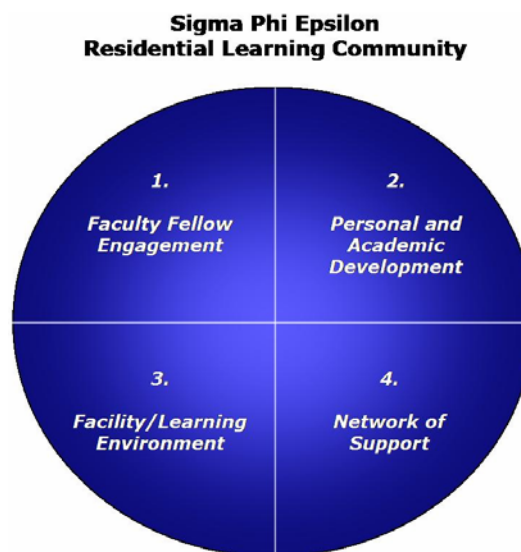 Sigma Phi Epsilon
Residential Learning Community
1.
Faculty Fellow
Engagement
2.
Personal and
Academic
Development
3.
Facility/Learning
Environment
4.
Network of
Support